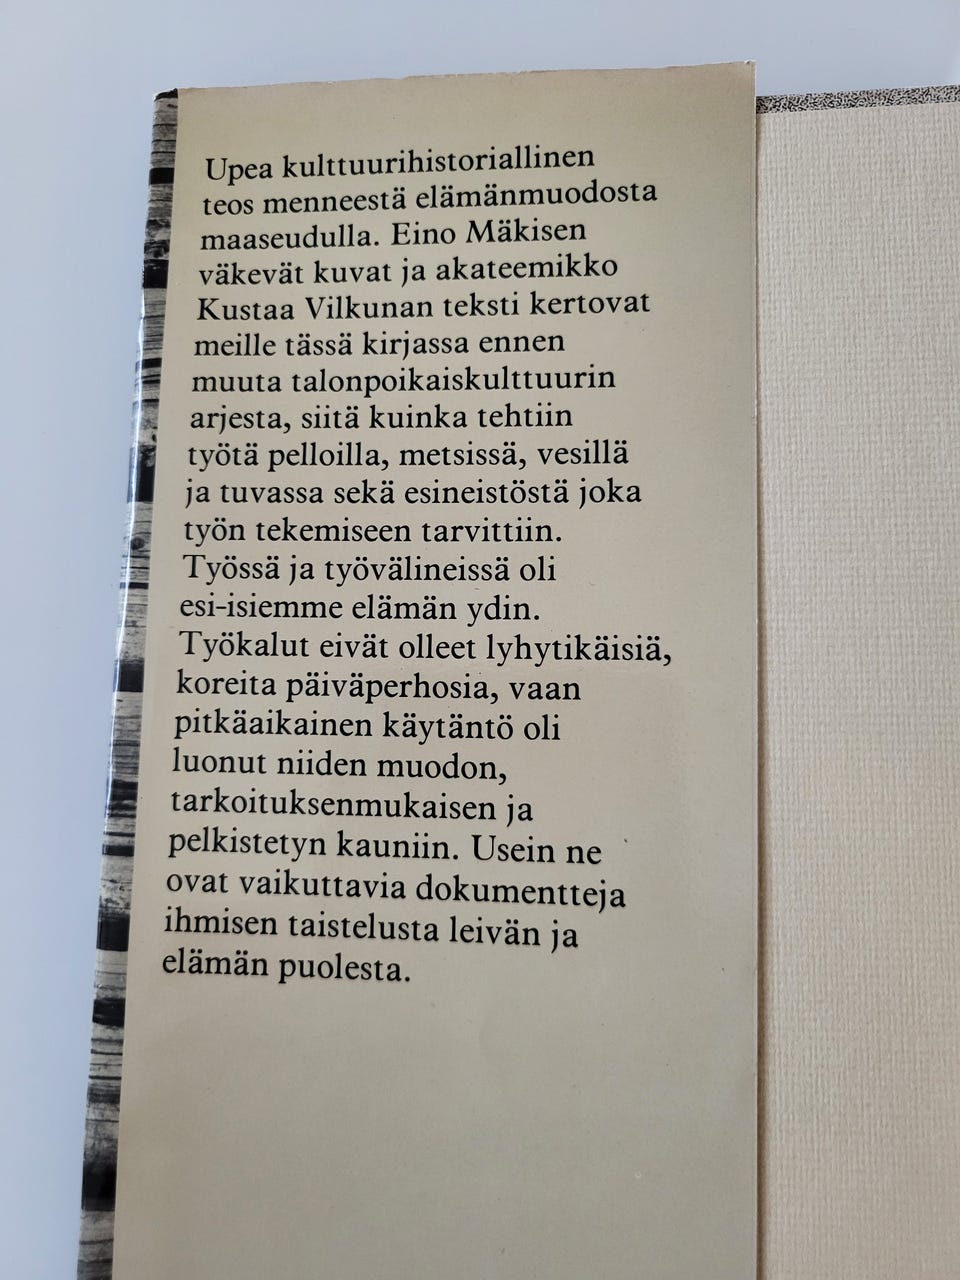 Upea kulttuurihistoriallinen
teos menneestä elämänmuodosta
maaseudulla. Eino Mäkisen
väkevät kuvat ja akateemikko
Kustaa Vilkunan teksti kertovat
meille tässä kirjassa ennen
muuta talonpoikaiskulttuurin
arjesta, siitä kuinka tehtiin
työtä pelloilla, metsissä, vesillä
ja tuvassa sekä esineistöstä joka
työn tekemiseen tarvittiin.
Työssä ja työvälineissä oli
esi-isiemme elämän ydin.
Työkalut eivät olleet lyhytikäisiä,
koreita päiväperhosia, vaan
pitkäaikainen käytäntö oli
luonut niiden muodon,
tarkoituksenmukaisen ja
pelkistetyn kauniin. Usein ne
ovat vaikuttavia dokumentteja
ihmisen taistelusta leivän ja
elämän puolesta.